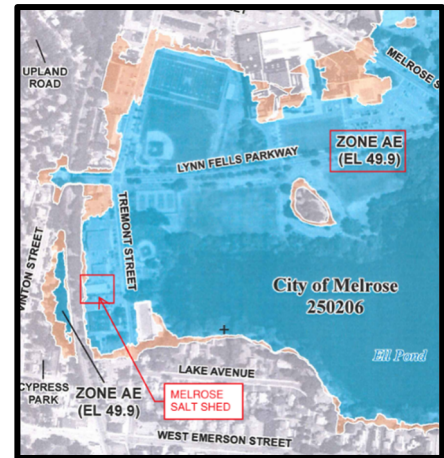 UPLAND
ROAD
MELROSE S
ZONE AE
(EL 49.9)
LYNN FELLS PARKWAY
TREMONT STREET
VINTON STREET
City of Melrose
250206
Ell Pond
LAKE AVENUE
CYPRESS
PARK
ZONE AE
(EL 49.9)
MELROSE
SALT SHED
WEST EMERSON STREET